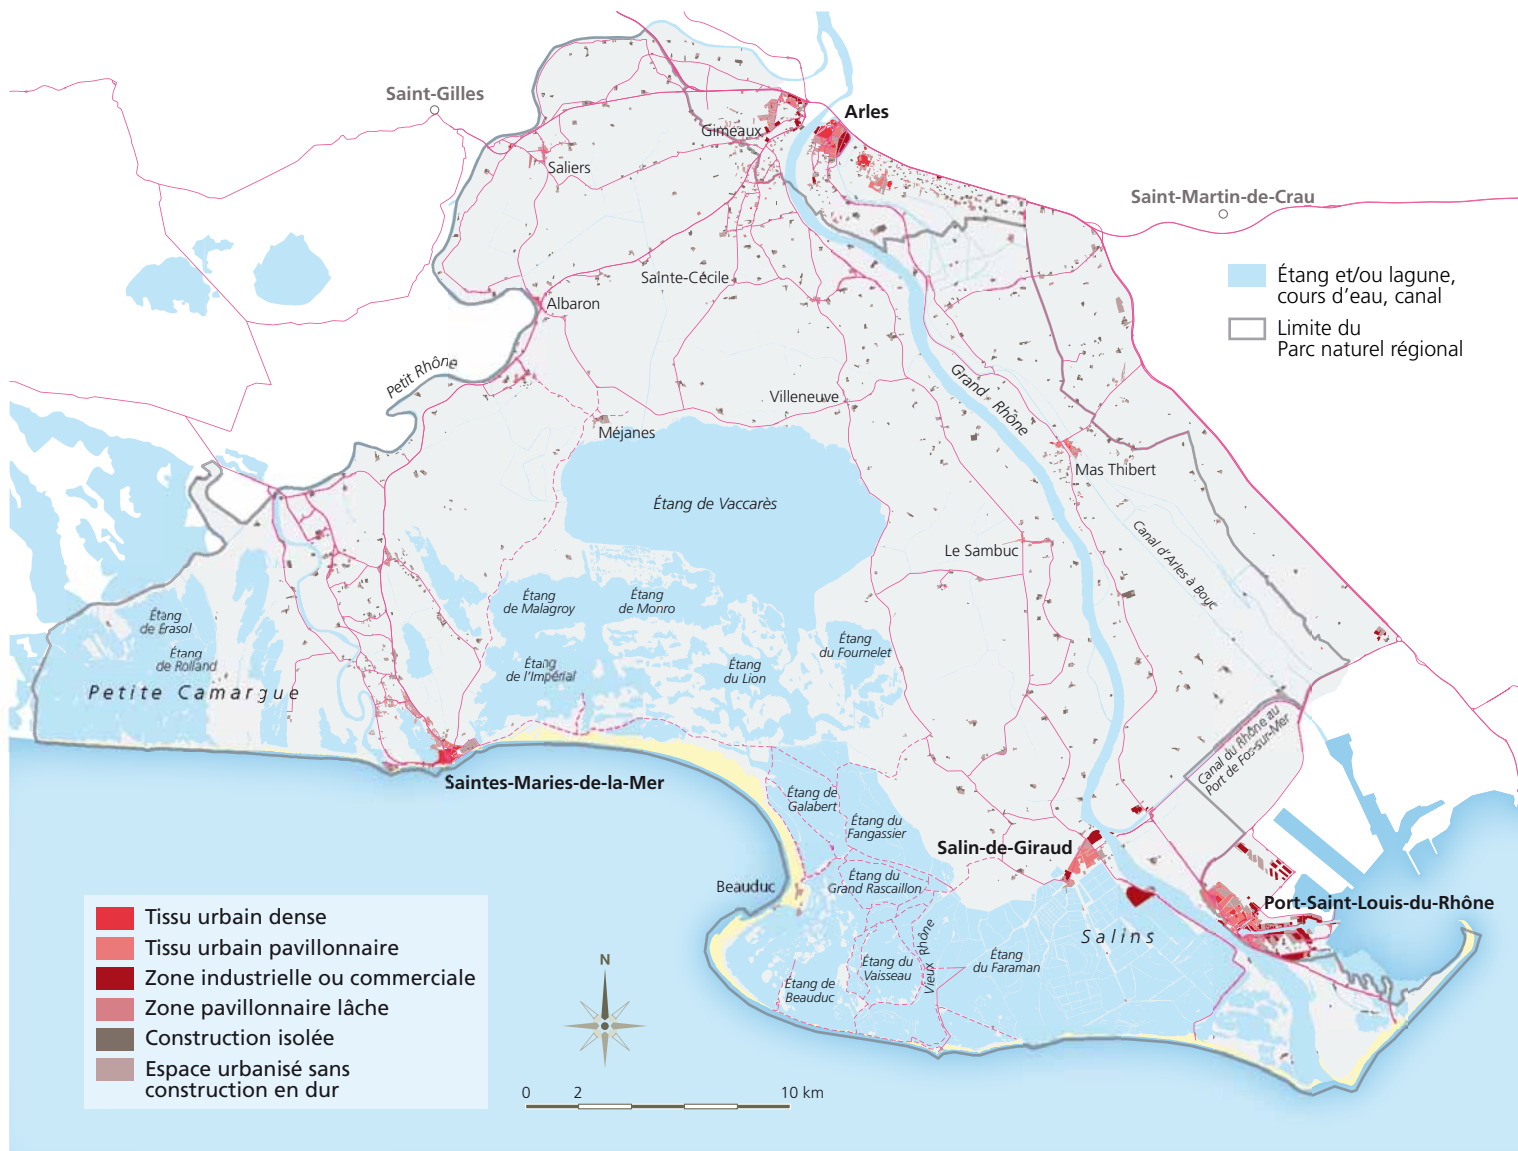 Saint-Gilles
Arles
Gimeaux
Saliers
Saint-Martin-de-Crau
Étang et/ou lagune,
cours d'eau, canal
Limite du
Parc naturel régional
Sainte-Cécile
Albaron
Petit Rhône
Grand Rhône
Villeneuve
Méjanes
Mas Thibert
Étang de Vaccarès
Canal d'Arles à Bouc
Le Sambuc
Étang
de Malagroy
Étang
de Monro
Étang
de Erasol
Étang
de Rolland
Étang
du Fournelet
Étang
de l'Impérial
Étang
du Lion
Petite Camargue
Canal du Rhône au
Port de Fos-sur-Mer
Saintes-Maries-de-la-Mer
Étang de
Galabert
Étang du
Fangassier
Salin-de-Giraud
Étang du
Grand Rascaillon
Beauduc
Port-Saint-Louis-du-Rhône
Salins
Vieux Rhône
Étang
du Faraman
Étang du
Vaisseau
Étang de
Beauduc
Tissu urbain dense
Tissu urbain pavillonnaire
Zone industrielle ou commerciale
Zone pavillonnaire lâche
Construction isolée
Espace urbanisé sans
construction en dur
N
0 2 10 km